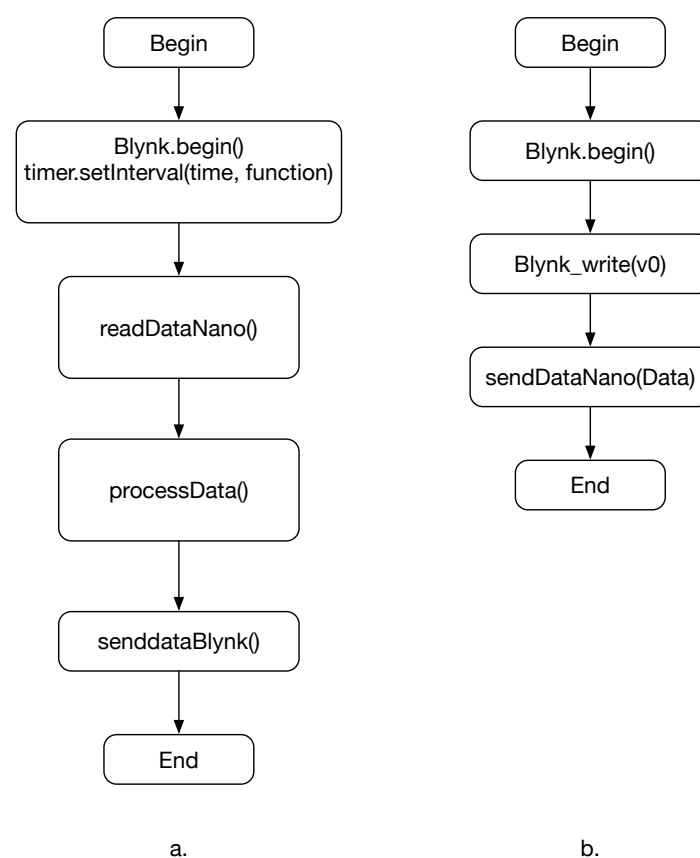 Begin
Blynk.begin()
timer.setInterval(time, function)
readDataNano()
processData()
senddataBlynk()
End
a.
Begin
Blynk.begin()
Blynk_write(v0)
sendDataNano(Data)
End
b.